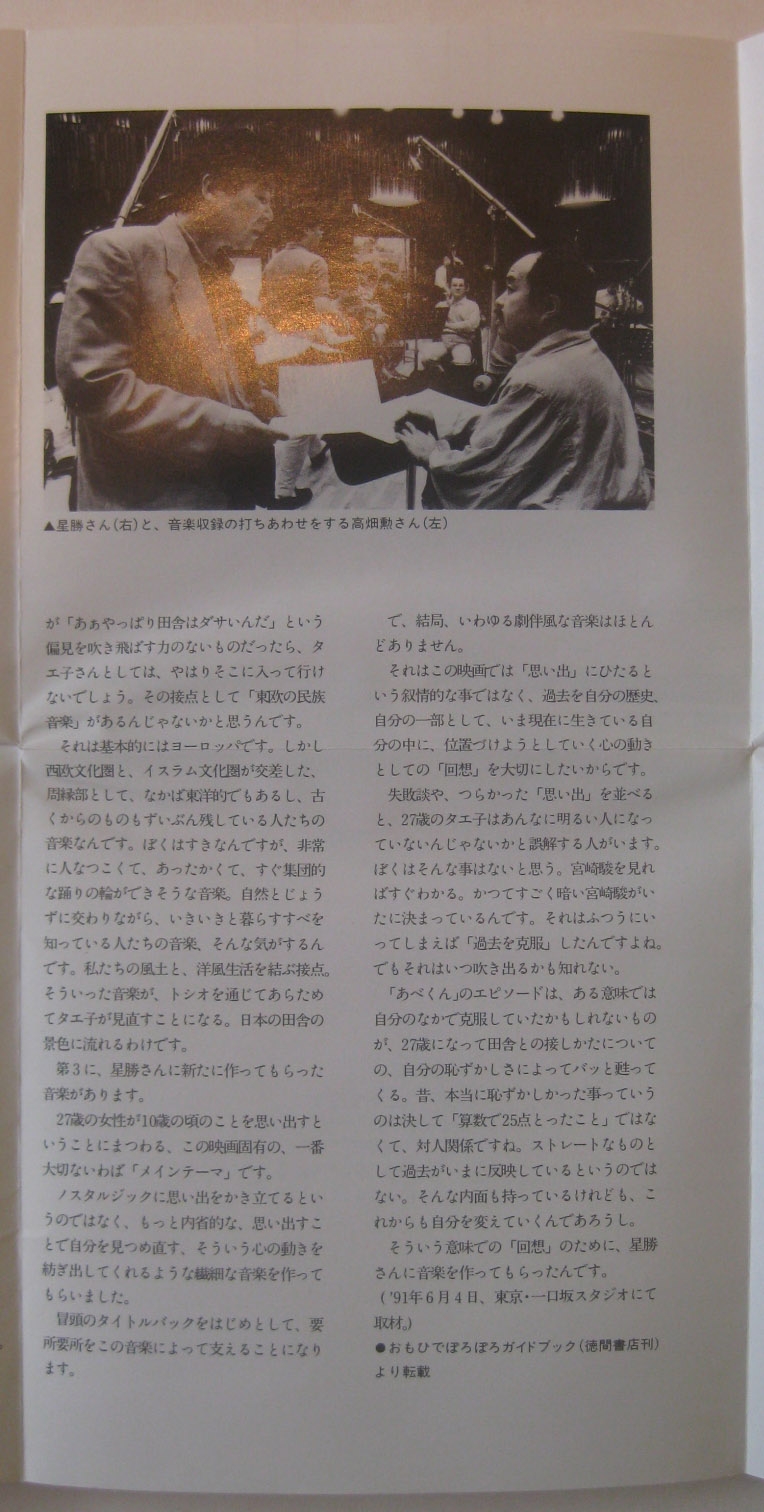 ▲星勝さん(右)と、音楽収録の打ちあわせをする高畑勲さん(左)
が「あぁやっぱり田舎はダサいんだ」という
偏見を吹き飛ばす力のないものだったら、タ
エ子さんとしては、やはりそこに入って行け
ないでしょう。その接点として「東欧の民族
音楽」があるんじゃないかと思うんです。
それは基本的にはヨーロッパです。しかし
西欧文化圏と、イスラム文化圏が交差した、
周縁部として、なかば東洋的でもあるし、古
くからのものもずいぶん残している人たちの
音楽なんです。ぼくはすきなんですが、非常
に人なつこくて、あったかくて、すぐ集団的
な踊りの輪ができそうな音楽。自然とじょう
ずに交わりながら、いきいきと暮らすすべを
知っている人たちの音楽、そんな気がするん
です。私たちの風土と、洋風生活を結ぶ接点。
そういった音楽が、トシオを通じてあらため
てタエ子が見直すことになる。日本の田舎の
景色に流れるわけです。
第3に、星勝さんに新たに作ってもらった
音楽があります。
27歳の女性が10歳の頃のことを思い出すと
いうことにまつわる、この映画固有の、一番
大切ないわば「メインテーマ」です。
ノスタルジックに思い出をかき立てるとい
うのではなく、もっと内省的な、思い出すこ
とで自分を見つめ直す、そういう心の動きを
紡ぎ出してくれるような繊細な音楽を作って
もらいました。
冒頭のタイトルバックをはじめとして、要
所要所をこの音楽によって支えることになり
ます。
で、結局、いわゆる劇伴風な音楽はほとん
どありません。
それはこの映画では「思い出」にひたると
いう叙情的な事ではなく、過去を自分の歴史、
自分の一部として、いま現在に生きている自
分の中に、位置づけようとしていく心の動き
としての「回想」を大切にしたいからです。
失敗談や、つらかった「思い出」を並べる
と、27歳のタエ子はあんなに明るい人になっ
ていないんじゃないかと誤解する人がいます。
ぼくはそんな事はないと思う。宮崎駿を見れ
ばすぐわかる。かつてすごく暗い宮崎駿がい
たに決まっているんです。それはふつうにい
ってしまえば「過去を克服」したんですよね。
でもそれはいつ吹き出るかも知れない。
「あべくん」のエピソードは、ある意味では
自分のなかで克服していたかもしれないもの
が、27歳になって田舎との接しかたについて
の、自分の恥ずかしさによってバッと甦って
くる。昔、本当に恥ずかしかった事っていう
のは決して「算数で25点とったこと」ではな
くて、対人関係ですね。ストレートなものと
して過去がいまに反映しているというのでは
ない。そんな内面も持っているけれども、こ
れからも自分を変えていくんであろうし。
そういう意味での「回想」のために、星勝
さんに音楽を作ってもらったんです。
('91年6月4日、東京・一口坂スタジオにて
取材。)
●おもひでぽろぽろガイドブック(徳間書店刊)
より転載